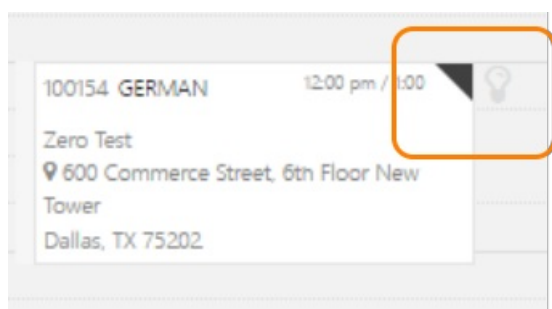 100154 GERMAN 12:00 pm / 1:00
Zero Test
600 Commerce Street, 6th Floor New
Tower
Dallas, TX 75202